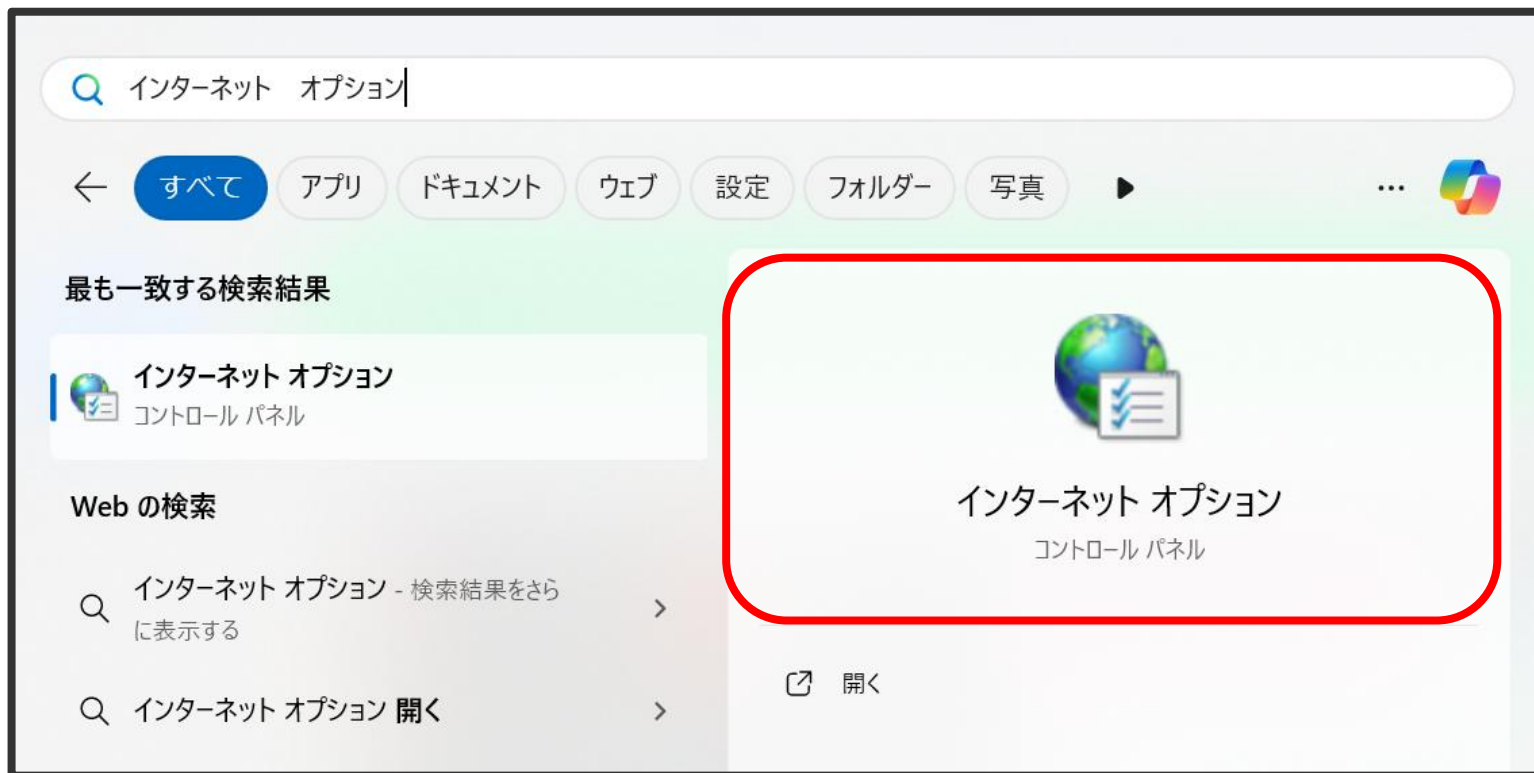 インターネット　オプション
すべて アプリ ドキュメント ウェブ 設定 フォルダー 写真
最も一致する検索結果
インターネット オプション
コントロール パネル
Web の検索
インターネット オプション - 検索結果をさら
に表示する
インターネット オプション 開く
インターネット オプション
コントロール パネル
開く